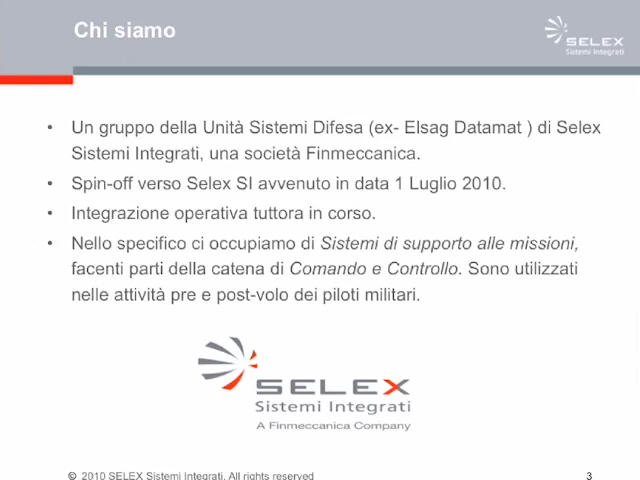 Chi siamo
SELEX
Sistemi Integrati
• Un gruppo della Unità Sistemi Difesa (ex- Elsag Datamat ) di Selex
Sistemi Integrati, una società Finmeccanica.
• Spin-off verso Selex SI avvenuto in data 1 Luglio 2010.
• Integrazione operativa tuttora in corso.
• Nello specifico ci occupiamo di Sistemi di supporto alle missioni,
facenti parti della catena di Comando e Controllo. Sono utilizzati
nelle attività pre e post-volo dei piloti militari.
SELEX
Sistemi Integrati
A Finmeccanica Company
© 2010 SELEX Sistemi Integrati. All rights reserved
3